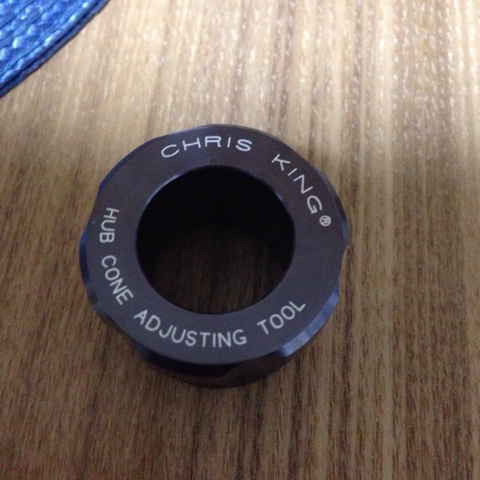 CHRIS KING®
HUB CONE ADJUSTING TOOL